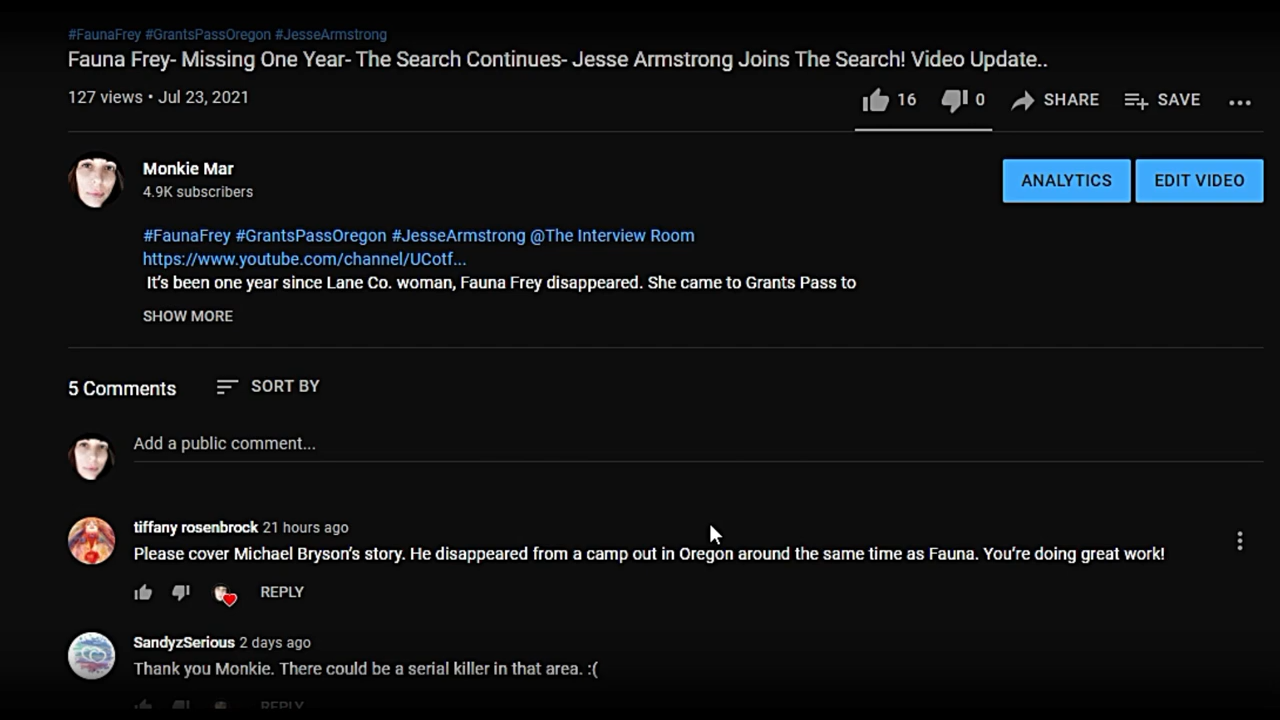 #FaunaFrey #GrantsPassOregon #JesseArmstrong
Fauna Frey- Missing One Year- The Search Continues- Jesse Armstrong Joins The Search! Video Update..
127 views • Jul 23, 2021
16 0 SHARE SAVE
Monkie Mar
4.9K subscribers
ANALYTICS EDIT VIDEO
#FaunaFrey #GrantsPassOregon #JesseArmstrong @The Interview Room
https://www.youtube.com/channel/UCotf...
It's been one year since Lane Co. woman, Fauna Frey disappeared. She came to Grants Pass to
SHOW MORE
5 Comments SORT BY
Add a public comment...
tiffany rosenbrock 21 hours ago
Please cover Michael Bryson's story. He disappeared from a camp out in Oregon around the same time as Fauna. You're doing great work!
REPLY
SandyzSerious 2 days ago
Thank you Monkie. There could be a serial killer in that area. :(
REPLY